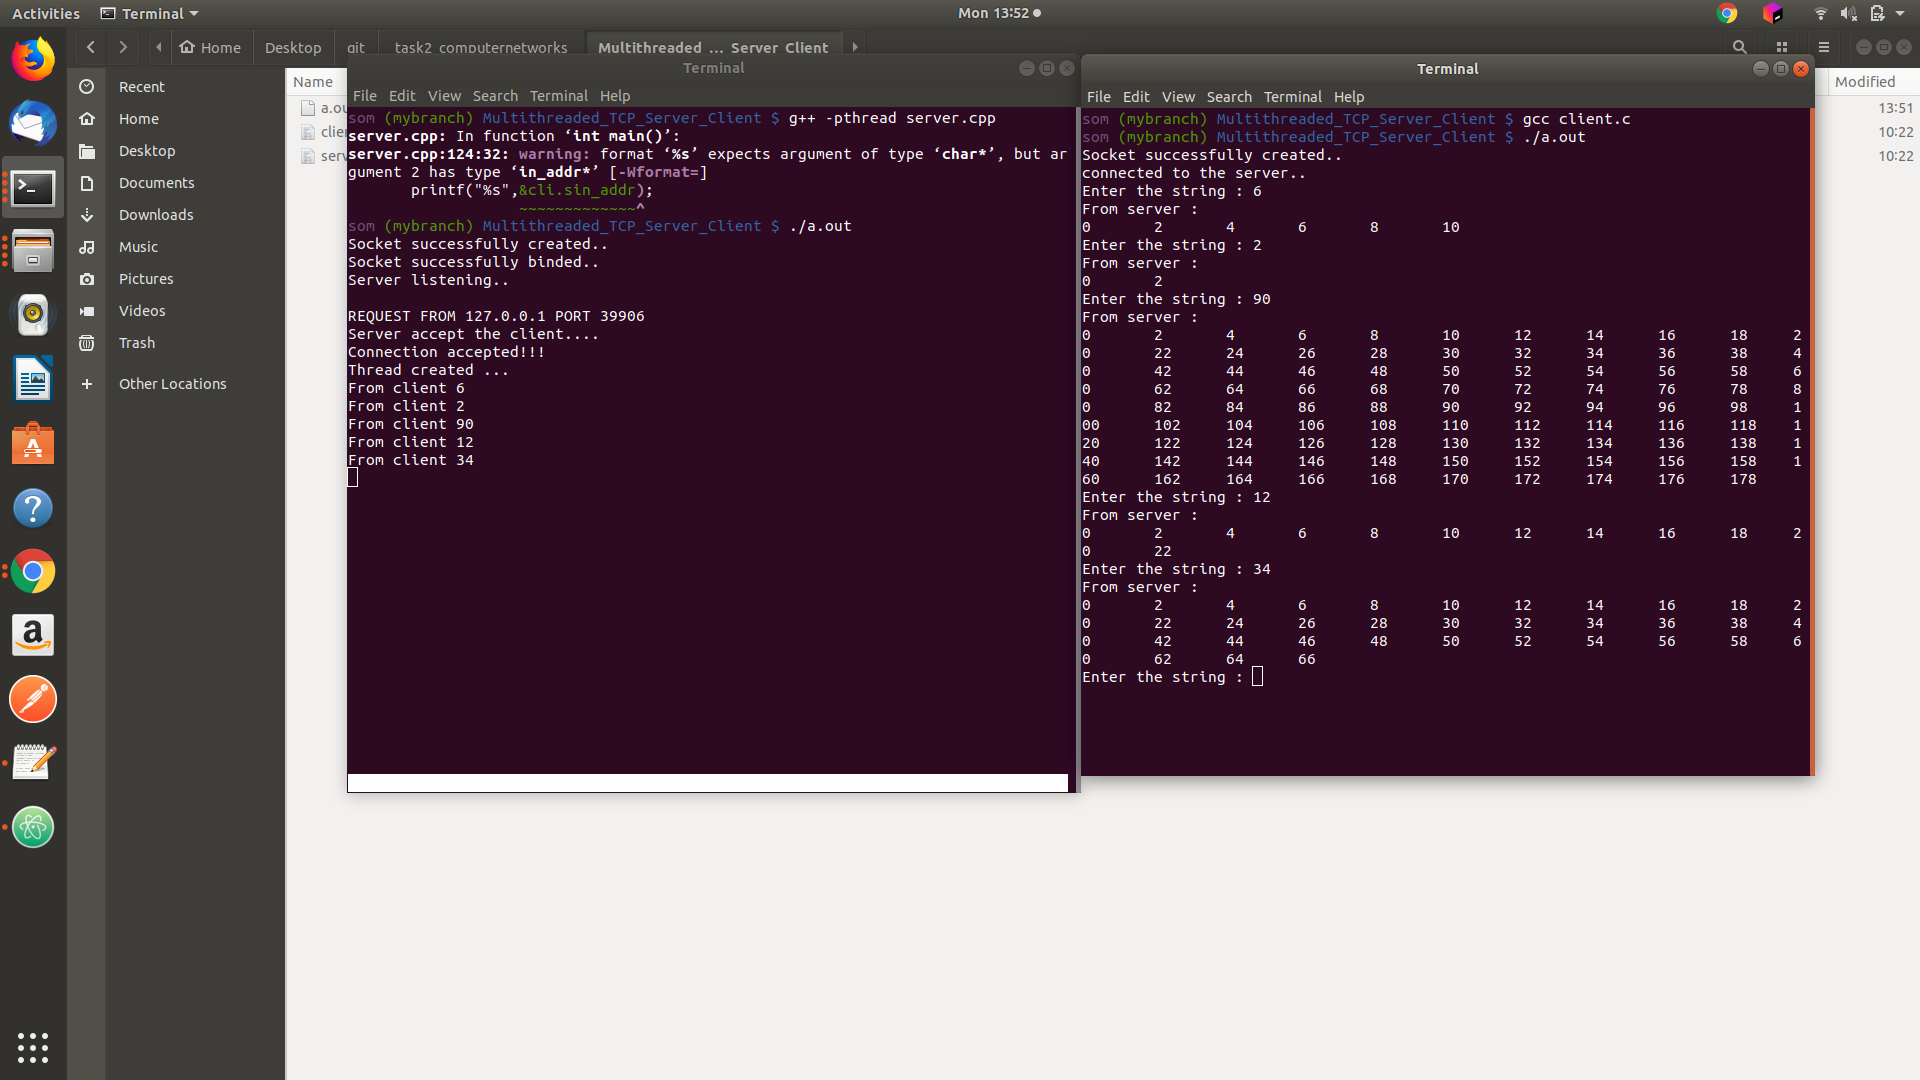 Activities Terminal Mon 13:52
Home Desktop git task2_computernetworks Multithreaded ... Server Client
Recent
Home
Desktop
Documents
Downloads
Music
Pictures
Videos
Trash
Other Locations
Name Modified
a.ou 13:51
clie 10:22
serv 10:22
Terminal
File Edit View Search Terminal Help
som (mybranch) Multithreaded_TCP_Server_Client $ g++ -pthread server.cpp
server.cpp: In function ‘int main()’:
server.cpp:124:32: warning: format ‘%s’ expects argument of type ‘char*’, but ar
gument 2 has type ‘in_addr*’ [-Wformat=]
printf("%s",&cli.sin_addr);
~~~~~~~~~~~~~^
som (mybranch) Multithreaded_TCP_Server_Client $ ./a.out
Socket successfully created..
Socket successfully binded..
Server listening..
REQUEST FROM 127.0.0.1 PORT 39906
Server accept the client....
Connection accepted!!!
Thread created ...
From client 6
From client 2
From client 90
From client 12
From client 34
Terminal
File Edit View Search Terminal Help
som (mybranch) Multithreaded_TCP_Server_Client $ gcc client.c
som (mybranch) Multithreaded_TCP_Server_Client $ ./a.out
Socket successfully created..
connected to the server..
Enter the string : 6
From server :
0 2 4 6 8 10
Enter the string : 2
From server :
0 2
Enter the string : 90
From server :
0 2 4 6 8 10 12 14 16 18 2
0 22 24 26 28 30 32 34 36 38 4
0 42 44 46 48 50 52 54 56 58 6
0 62 64 66 68 70 72 74 76 78 8
0 82 84 86 88 90 92 94 96 98 1
00 102 104 106 108 110 112 114 116 118 1
20 122 124 126 128 130 132 134 136 138 1
40 142 144 146 148 150 152 154 156 158 1
60 162 164 166 168 170 172 174 176 178
Enter the string : 12
From server :
0 2 4 6 8 10 12 14 16 18 2
0 22
Enter the string : 34
From server :
0 2 4 6 8 10 12 14 16 18 2
0 22 24 26 28 30 32 34 36 38 4
0 42 44 46 48 50 52 54 56 58 6
0 62 64 66
Enter the string :